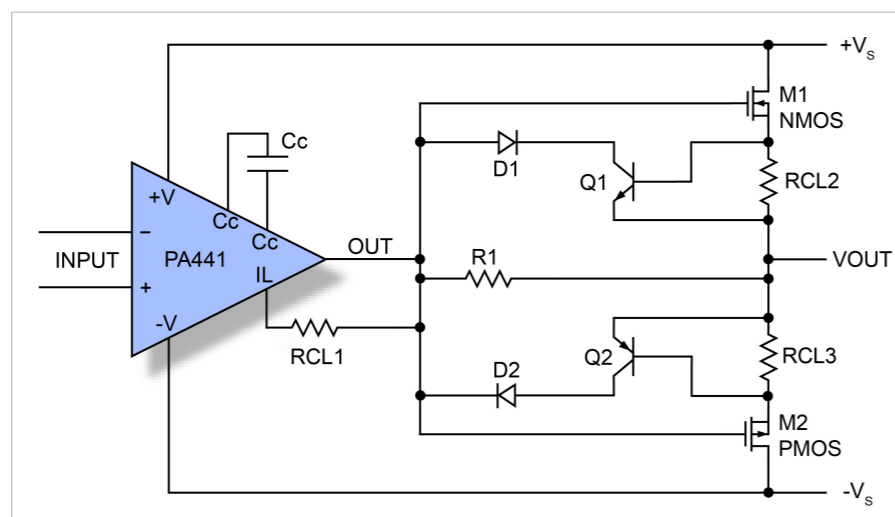 +Vs
M1
NMOS
Cc
D1
Q1
RCL2
+V
Cc
Cc
−
INPUT
PA441
OUT
VOUT
R1
+
IL
-V
RCL1
D2
Q2
RCL3
M2
PMOS
-Vs